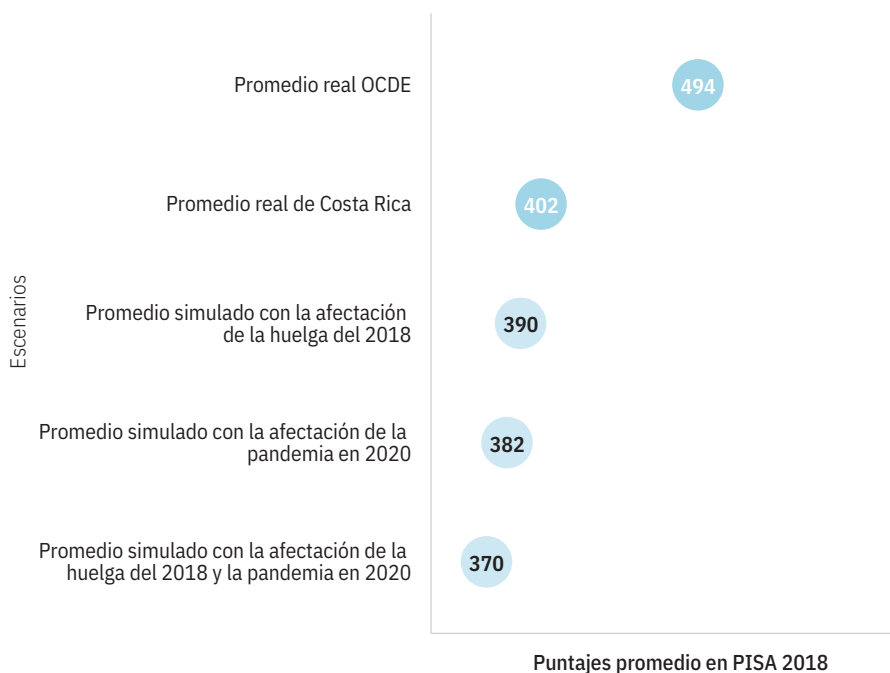 Promedio real OCDE
494
Promedio real de Costa Rica
402
Escenarios
Promedio simulado con la afectación
de la huelga del 2018
390
Promedio simulado con la afectación de la
pandemia en 2020
382
Promedio simulado con la afectación de la
huelga del 2018 y la pandemia en 2020
370
Puntajes promedio en PISA 2018